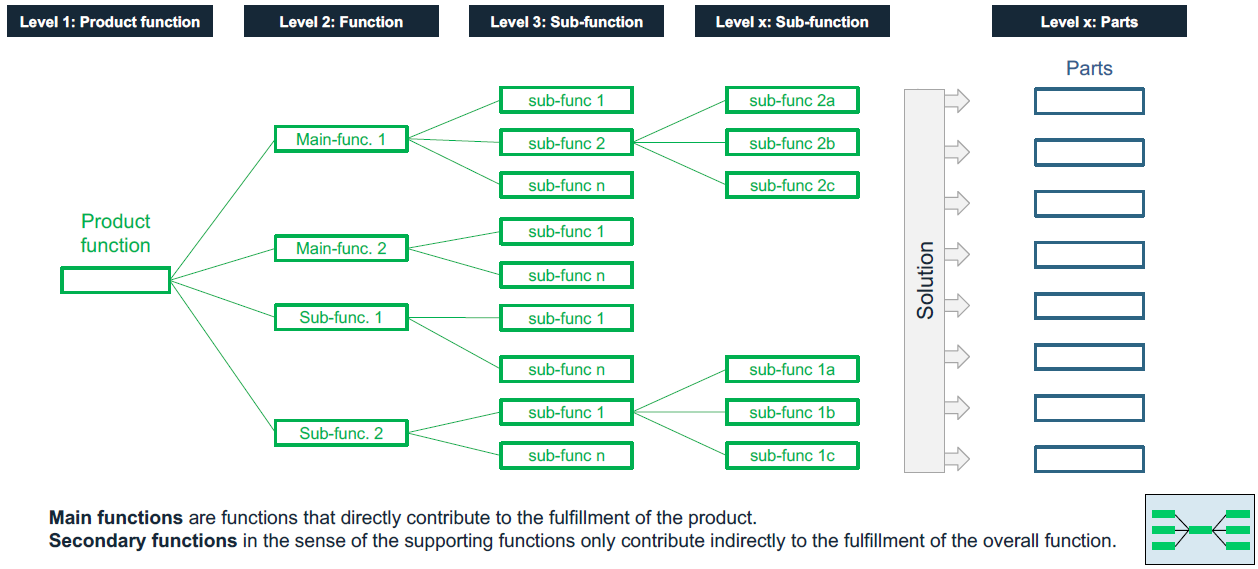 Level 1: Product function
Level 2: Function
Level 3: Sub-function
Level x: Sub-function
Level x: Parts
Parts
Product
function
Main-func. 1
Main-func. 2
Sub-func. 1
Sub-func. 2
sub-func 1
sub-func 2
sub-func n
sub-func 1
sub-func n
sub-func 1
sub-func n
sub-func 1
sub-func n
sub-func 2a
sub-func 2b
sub-func 2c
sub-func 1a
sub-func 1b
sub-func 1c
Solution
Main functions are functions that directly contribute to the fulfillment of the product.
Secondary functions in the sense of the supporting functions only contribute indirectly to the fulfillment of the overall function.